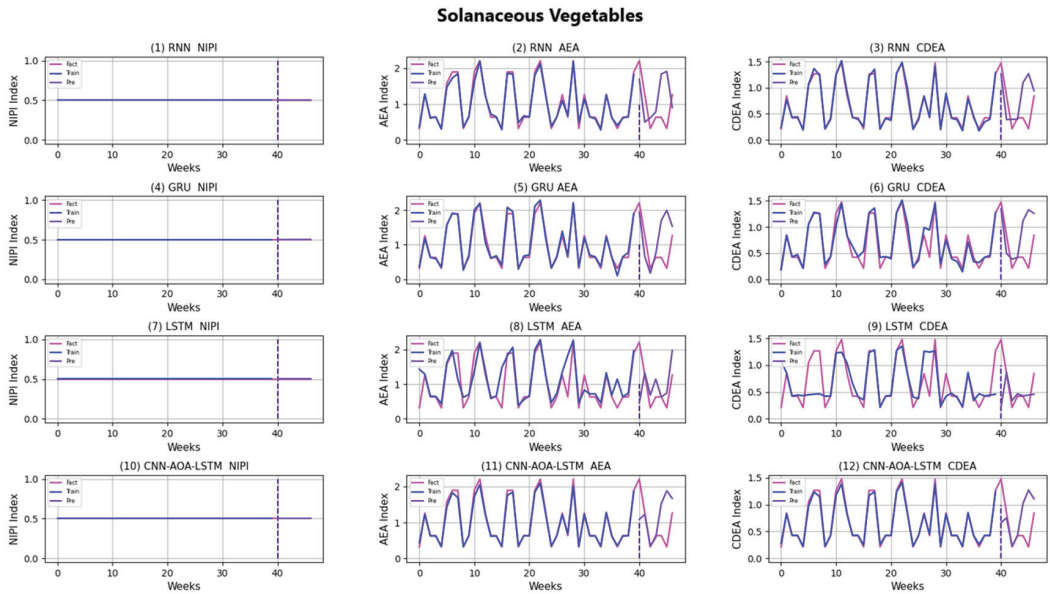 Solanaceous Vegetables
(1) RNN NIPI
(2) RNN AEA
(3) RNN CDEA
1.0
0.5
0.0
NIPI Index
Fact
Train
Pre
0 10 20 30 40
Weeks
2
1
0
AEA Index
Fact
Train
Pre
0 10 20 30 40
Weeks
1.5
1.0
0.5
0.0
CDEA Index
Fact
Train
Pre
0 10 20 30 40
Weeks
(4) GRU NIPI
(5) GRU AEA
(6) GRU CDEA
1.0
0.5
0.0
NIPI Index
Fact
Train
Pre
0 10 20 30 40
Weeks
2
1
0
AEA Index
Fact
Train
Pre
0 10 20 30 40
Weeks
1.5
1.0
0.5
0.0
CDEA Index
Fact
Train
Pre
0 10 20 30 40
Weeks
(7) LSTM NIPI
(8) LSTM AEA
(9) LSTM CDEA
1.0
0.5
0.0
NIPI Index
Fact
Train
Pre
0 10 20 30 40
Weeks
2
1
0
AEA Index
Fact
Train
Pre
0 10 20 30 40
Weeks
1.5
1.0
0.5
0.0
CDEA Index
Fact
Train
Pre
0 10 20 30 40
Weeks
(10) CNN-AOA-LSTM NIPI
(11) CNN-AOA-LSTM AEA
(12) CNN-AOA-LSTM CDEA
1.0
0.5
0.0
NIPI Index
Fact
Train
Pre
0 10 20 30 40
Weeks
2
1
0
AEA Index
Fact
Train
Pre
0 10 20 30 40
Weeks
1.5
1.0
0.5
0.0
CDEA Index
Fact
Train
Pre
0 10 20 30 40
Weeks